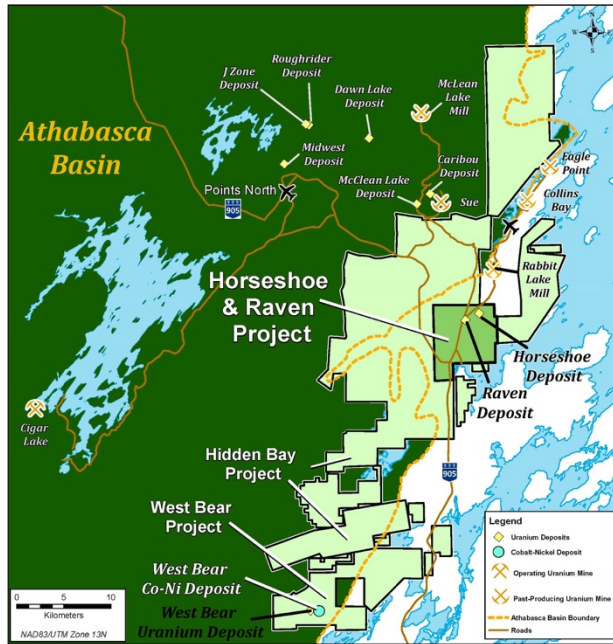 N
W
E
S
Roughrider
Deposit
J Zone
Deposit
Dawn Lake
Deposit
McLean Lake
Mill
Athabasca
Basin
Midwest Deposit
Caribou
Deposit
Eagle
Point
Points North
McClean Lake
Deposit
Sue
Collins
Bay
905
Rabbit
Lake
Mill
Horseshoe
& Raven
Project
Horseshoe
Deposit
Raven
Deposit
Cigar
Lake
Hidden Bay
Project
905
West Bear
Project
West Bear
Co-Ni Deposit
West Bear
Uranium Deposit
Legend
Uranium Deposits
Cobalt-Nickel Deposit
Operating Uranium Mine
Past-Producing Uranium Mine
Athabasca Basin Boundary
Roads
0 5 10
Kilometers
NAD83/UTM Zone 13N